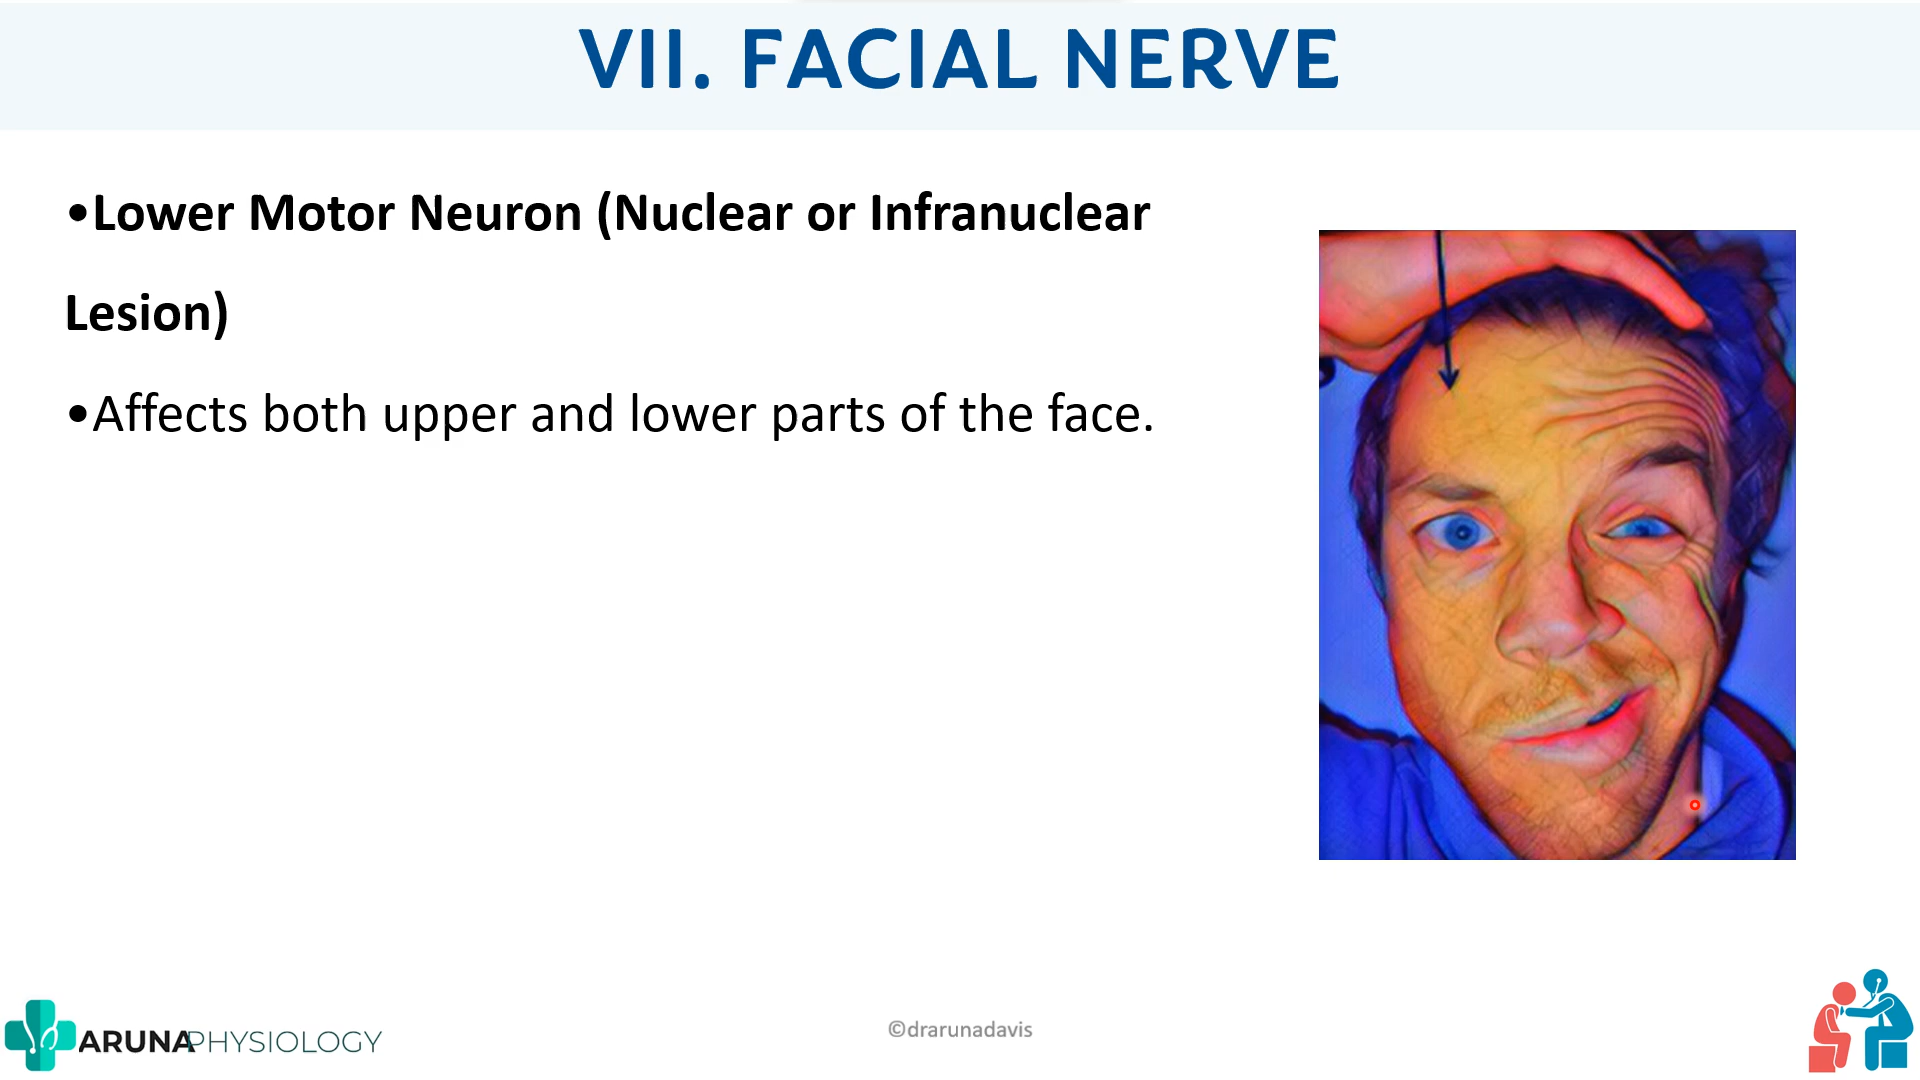 VII. FACIAL NERVE
•Lower Motor Neuron (Nuclear or Infranuclear
Lesion)
•Affects both upper and lower parts of the face.
ARUNAPHYSIOLOGY
©drarunadavis